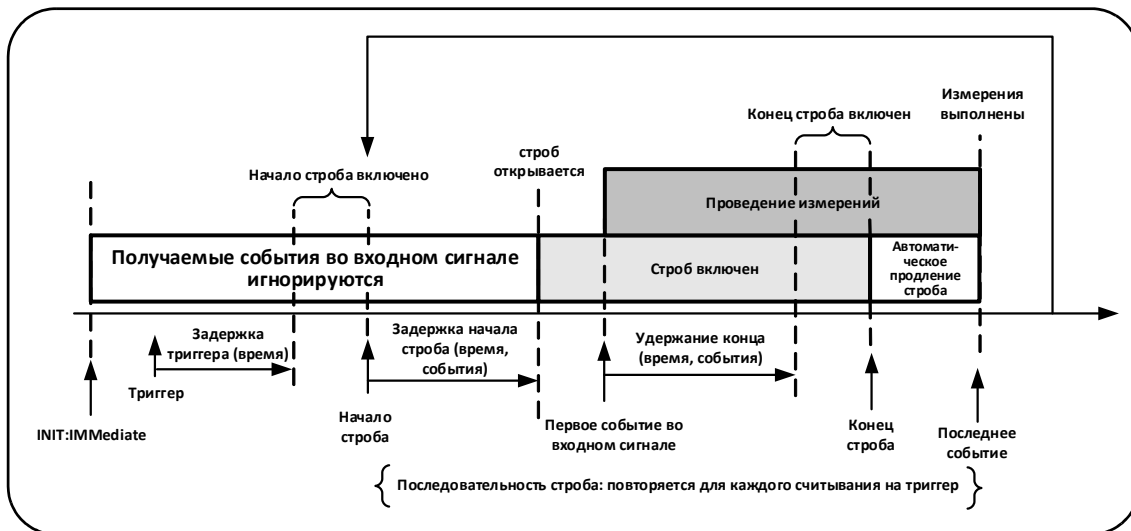 Измерения
выполнены
Конец строба включен
строб
открывается
Начало строба включено
Проведение измерений
Получаемые события во входном сигнале
игнорируются
Строб включен
Автомати-
ческое
продление
строба
Задержка
триггера (время)
Задержка начала
строба (время,
события)
Удержание конца
(время, события)
Триггер
INIT:IMMediate
Начало
строба
Первое событие во
входном сигнале
Конец
строба
Последнее
событие
Последовательность строба: повторяется для каждого считывания на триггер